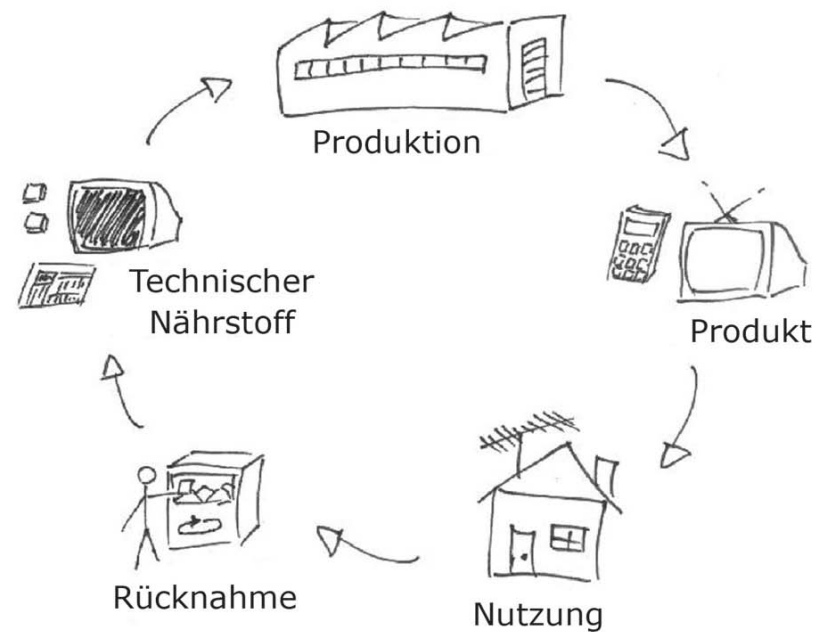 Produktion
Produkt
Nutzung
Rücknahme
Technischer
Nährstoff